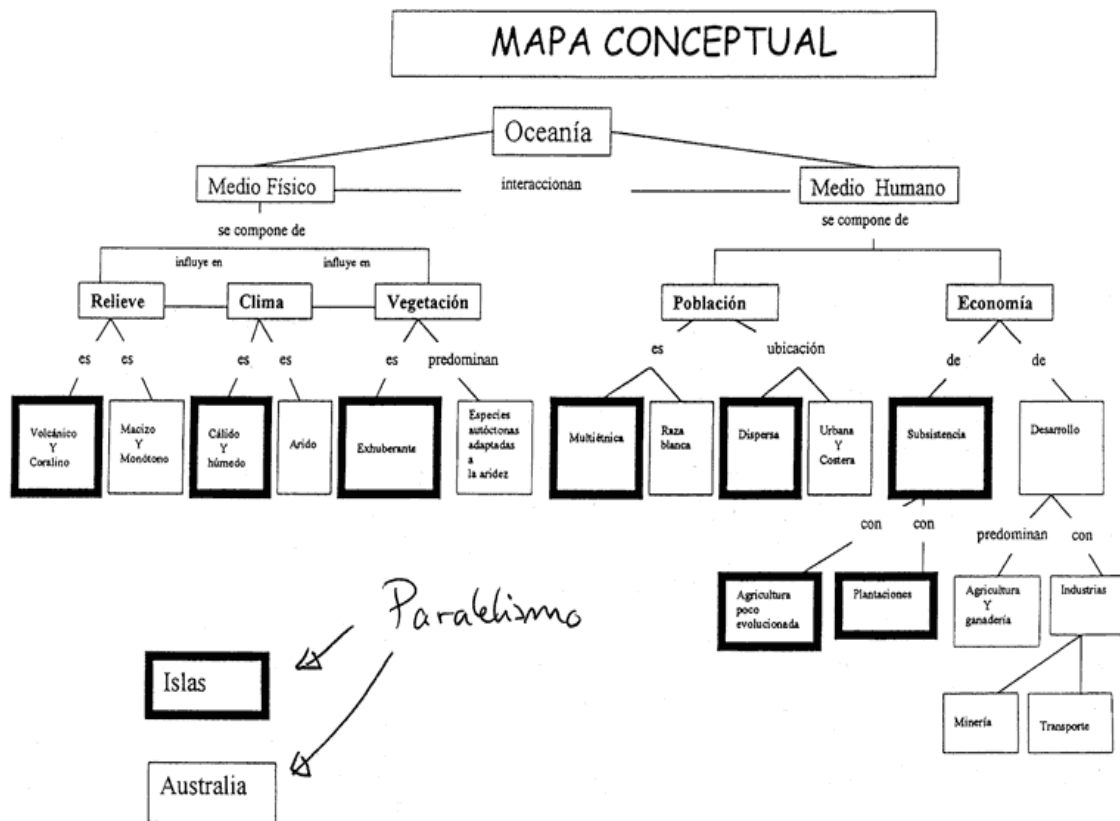 MAPA CONCEPTUAL
Oceanía
Medio Físico
interaccionan
Medio Humano
se compone de
se compone de
influye en
influye en
Relieve
Clima
Vegetación
Población
Economía
es
es
es
es
es
predominan
es
ubicación
de
de
Volcánico
Y
Coralino
Macizo
Y
Monótono
Cálido
Y
húmedo
Arido
Exhuberante
Especies
autóctonas
adaptadas
a
la aridez
Multiétnica
Raza
blanca
Dispersa
Urbana
Y
Costera
Subsistencia
Desarrollo
con
con
predominan
con
Agricultura
poco
evolucionada
Plantaciones
Agricultura
Y
ganadería
Industrias
Minería
Transporte
Paralelismo
Islas
Australia